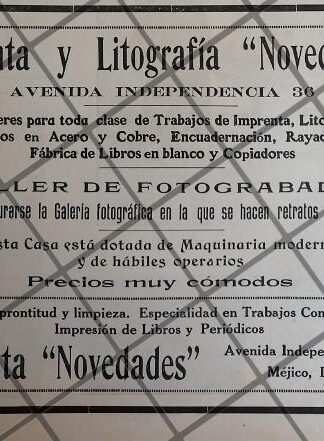 nta y Litografía "Noved
AVENIDA INDEPENDENCIA 36
eres para toda clase de Trabajos de Imprenta, Lito
os en Acero y Cobre, Encuadernación, Rayad
Fábrica de Libros en blanco y Copiadores
LLER DE FOTOGRABAD
urarse la Galería fotográfica en la que se hacen retratos
sta Casa está dotada de Maquinaria modern
y de hábiles operarios
Precios muy cómodos
prontitud y limpieza. Especialidad en Trabajos Com
Impresión de Libros y Periódicos
ta "Novedades" Avenida Indepe
Méjico, D